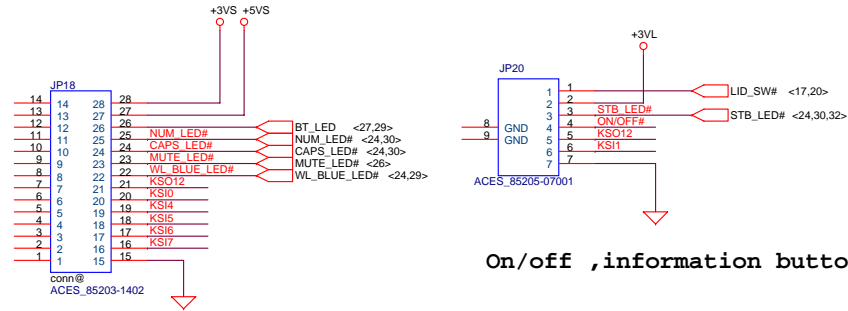 +3VS +5VS
JP18
14 14 28 28
13 13 27 27
12 12 26 26 BT_LED <27,29>
11 11 25 25 NUM_LED# NUM_LED# <24,30>
10 10 24 24 CAPS_LED# CAPS_LED# <24,30>
9 9 23 23 MUTE_LED# MUTE_LED# <26>
8 8 22 22 WL_BLUE_LED# WL_BLUE_LED# <24,29>
7 7 21 21 KSO12
6 6 20 20 KSI0
5 5 19 19 KSI4
4 4 18 18 KSI5
3 3 17 17 KSI6
2 2 16 16 KSI7
1 1 15 15
conn@
ACES_85203-1402
+3VL
JP20
1 1 LID_SW# <17,20>
2 2
3 3 STB_LED# STB_LED# <24,30,32>
8 GND 4 4 ON/OFF#
9 GND 5 5 KSO12
6 6 KSI1
7 7
ACES_85205-07001
On/off ,information butto